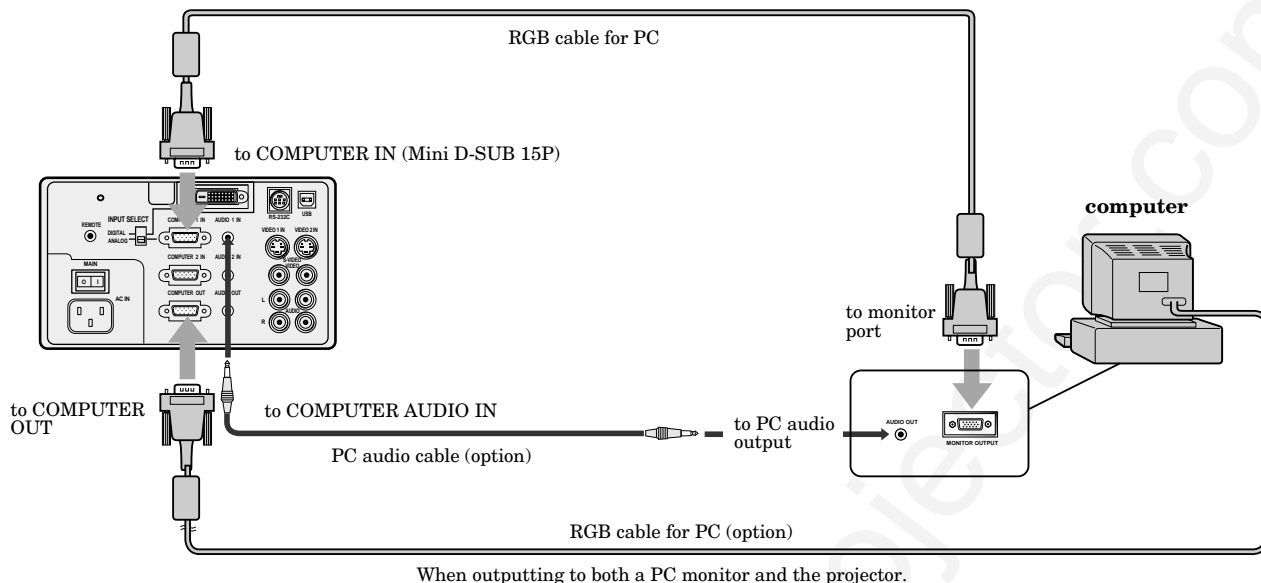 RGB cable for PC
to COMPUTER IN (Mini D-SUB 15P)
RS-232C
USB
REMOTE
INPUT SELECT
DIGITAL
ANALOG
1 IN
AUDIO 1 IN
VIDEO 1 IN
VIDEO 2 IN
S-VIDEO
VIDEO
COMPUTER 2 IN
2 IN
MAIN
AC IN
COMPUTER OUT
OUT
L
AUDIO
R
computer
to monitor
port
to COMPUTER
OUT
to COMPUTER AUDIO IN
PC audio cable (option)
to PC audio
output
AUDIO OUT
MONITOR OUTPUT
RGB cable for PC (option)
When outputting to both a PC monitor and the projector.